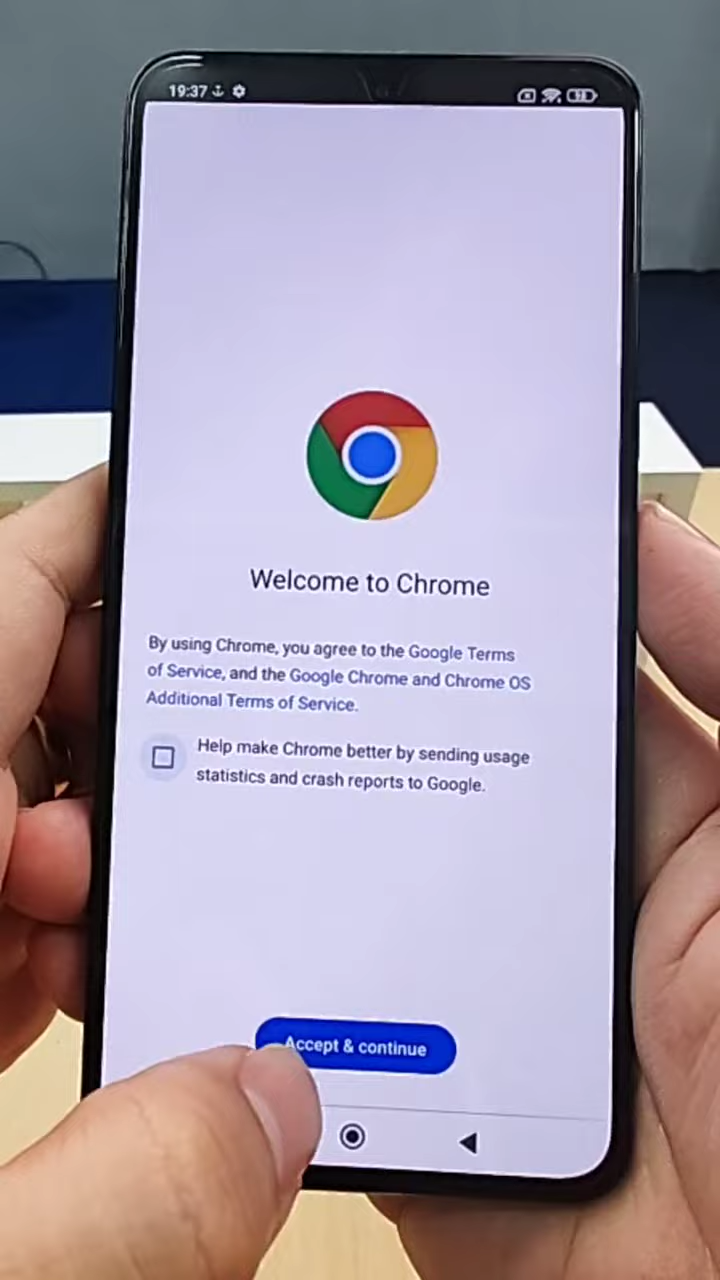 19:37
Welcome to Chrome
By using Chrome, you agree to the Google Terms
of Service, and the Google Chrome and Chrome OS
Additional Terms of Service.
Help make Chrome better by sending usage
statistics and crash reports to Google.
Accept & continue